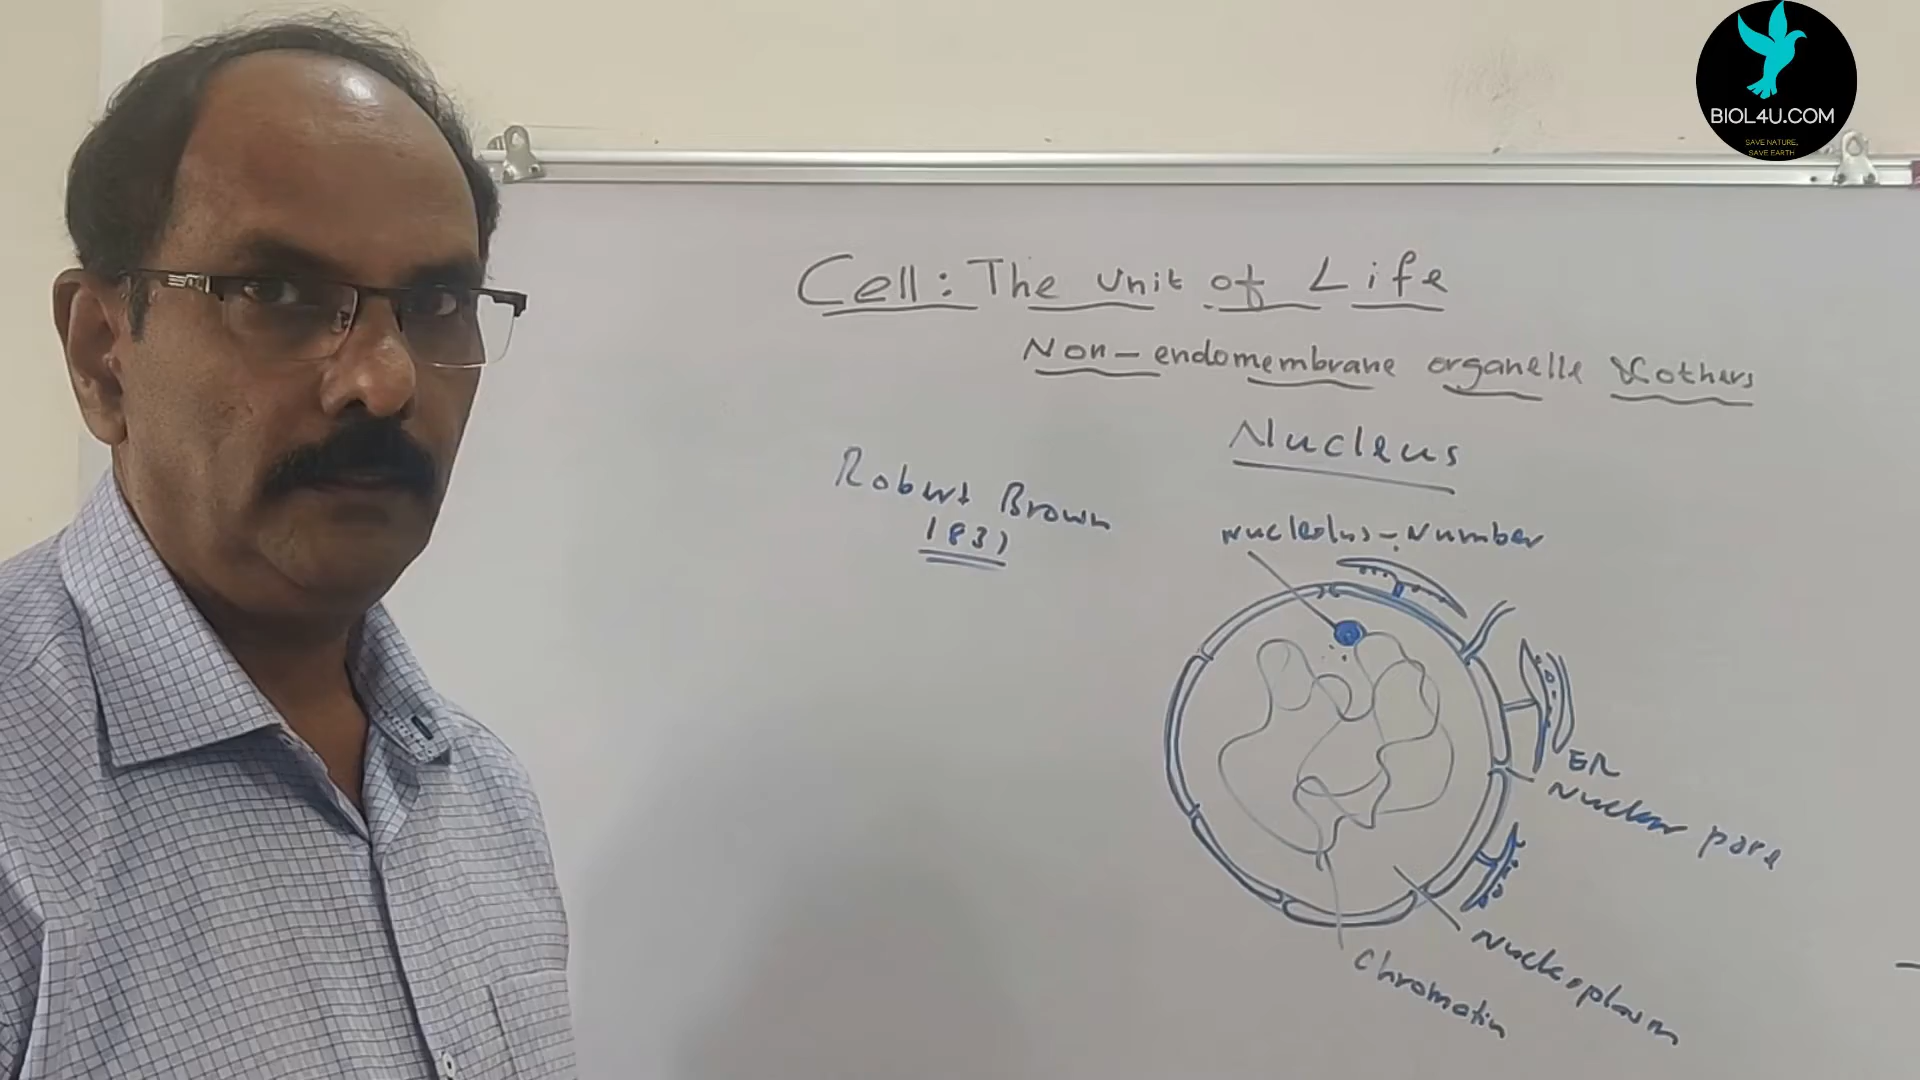 BIOL4U.COM
SAVE NATURE,
SAVE EARTH
Cell: The Unit of Life
Non-endomembrane organelle & others
Nucleus
Robert Brown
1831
Nucleolus - Number
ER
Nuclear pore
Nucleoplasm
Chromatin